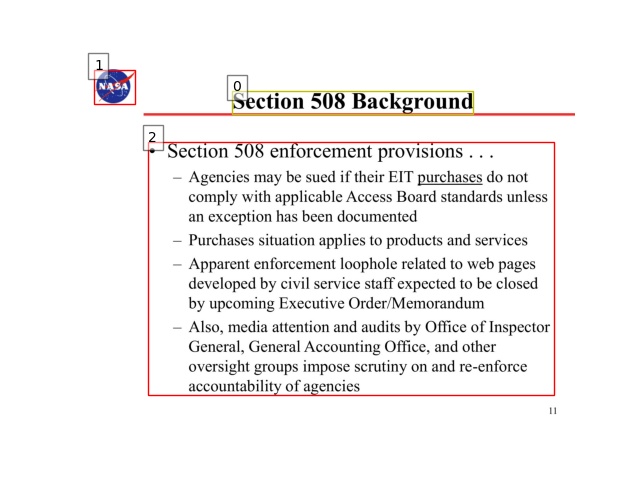 1
NASA
0
Section 508 Background
2
• Section 508 enforcement provisions . . .
– Agencies may be sued if their EIT purchases do not
comply with applicable Access Board standards unless
an exception has been documented
– Purchases situation applies to products and services
– Apparent enforcement loophole related to web pages
developed by civil service staff expected to be closed
by upcoming Executive Order/Memorandum
– Also, media attention and audits by Office of Inspector
General, General Accounting Office, and other
oversight groups impose scrutiny on and re-enforce
accountability of agencies
11